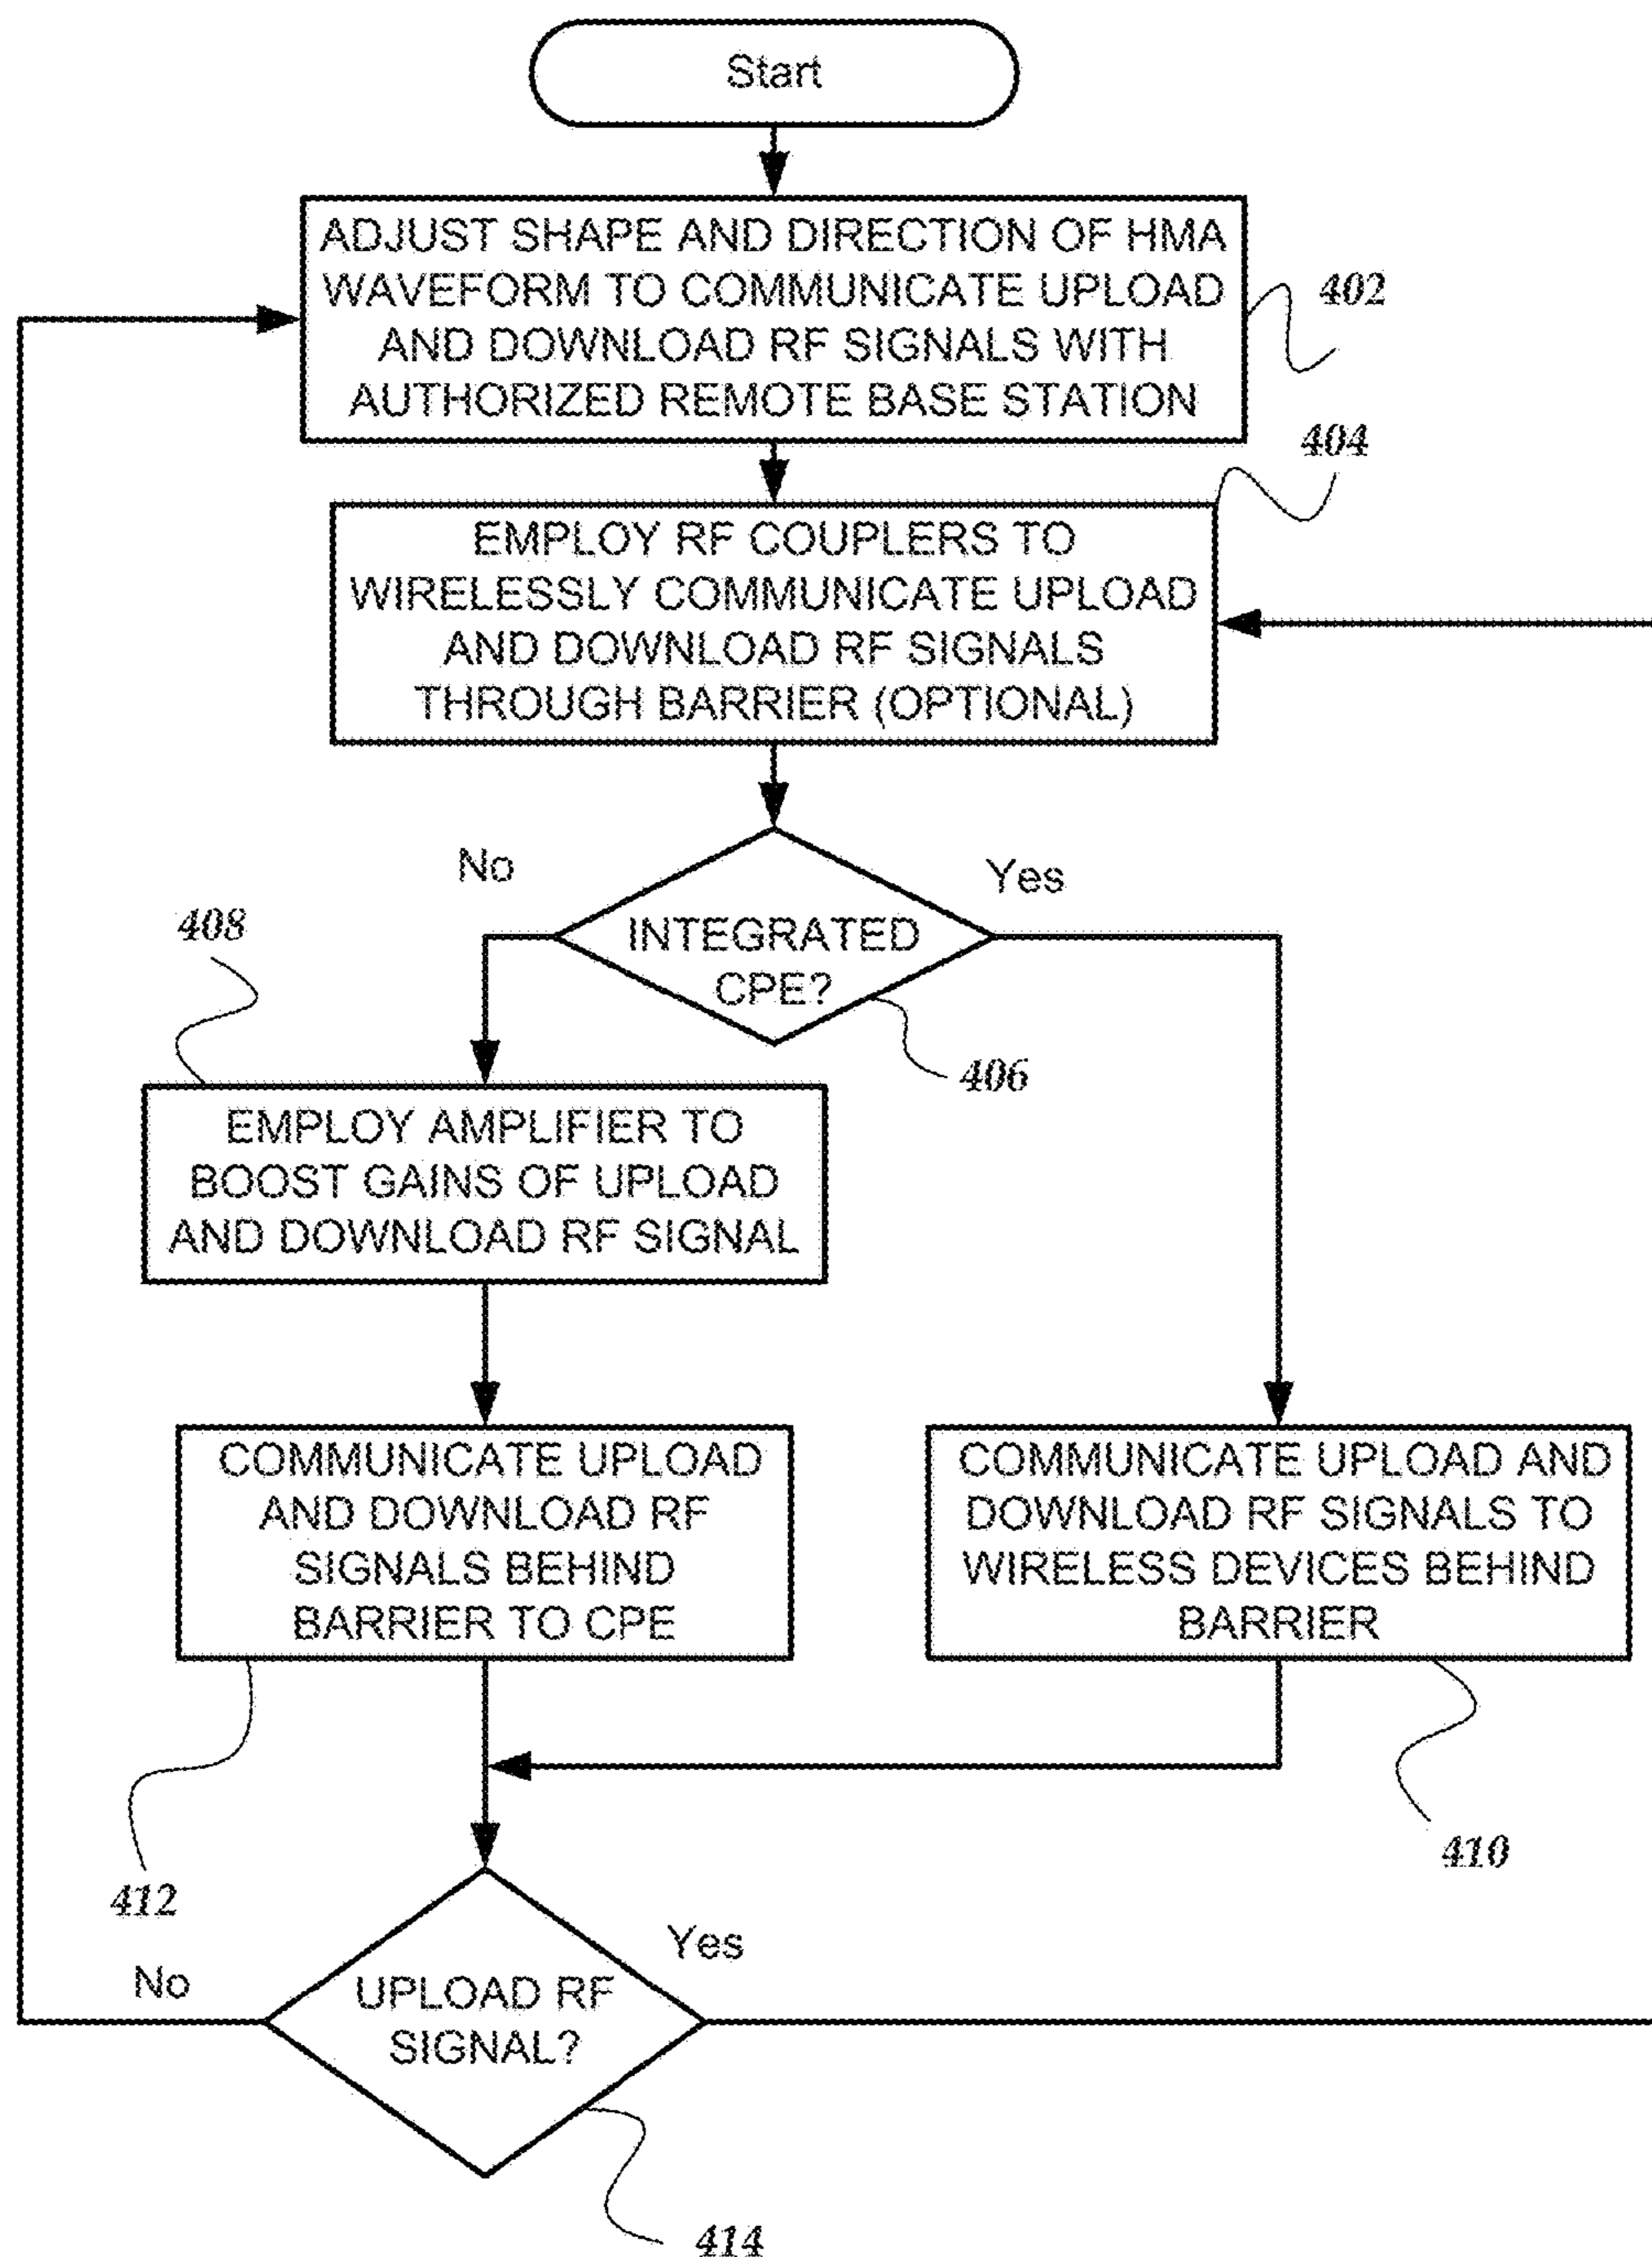 Start
ADJUST SHAPE AND DIRECTION OF HMA
WAVEFORM TO COMMUNICATE UPLOAD
AND DOWNLOAD RF SIGNALS WITH
AUTHORIZED REMOTE BASE STATION
402
404
EMPLOY RF COUPLERS TO
WIRELESSLY COMMUNICATE UPLOAD
AND DOWNLOAD RF SIGNALS
THROUGH BARRIER (OPTIONAL)
No
Yes
INTEGRATED
CPE?
406
408
EMPLOY AMPLIFIER TO
BOOST GAINS OF UPLOAD
AND DOWNLOAD RF SIGNAL
COMMUNICATE UPLOAD
AND DOWNLOAD RF
SIGNALS BEHIND
BARRIER TO CPE
COMMUNICATE UPLOAD AND
DOWNLOAD RF SIGNALS TO
WIRELESS DEVICES BEHIND
BARRIER
412
410
No
Yes
UPLOAD RF
SIGNAL?
414